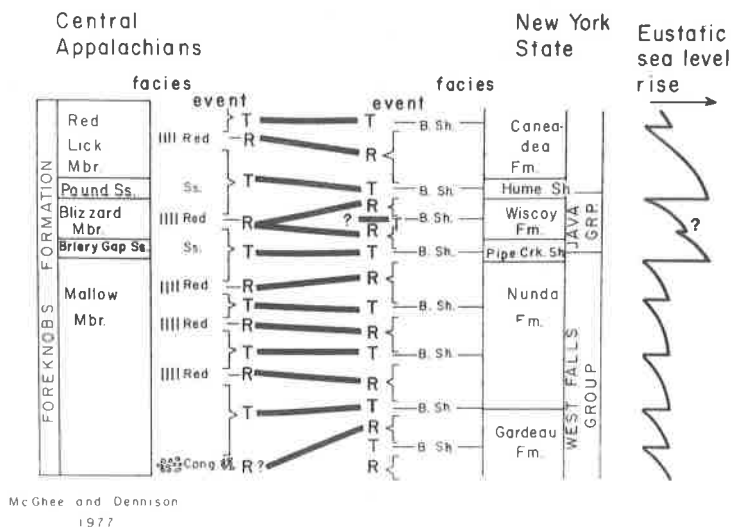 Central
Appalachians
New York
State
Eustatic
sea level
rise
facies
event
event
facies
FOREKNOBS FORMATION
Red
Lick
Mbr.
Pound Ss.
Blizzard
Mbr.
Briery Gap Ss.
Mallow
Mbr.
Red
Ss.
Red
Ss.
Red
Red
Red
Cong
T
R
T
R
T
R
T
R
T
R
T
R ?
?
T
R
T
R
T
R
T
R
T
R
T
R
T
R
T
R
B. Sh.
B. Sh.
B. Sh.
B. Sh.
B. Sh.
B. Sh.
B. Sh.
B. Sh.
Canea-
dea
Fm.
Hume Sh
Wiscoy
Fm.
Pipe Crk. Sh
Nunda
Fm.
Gardeau
Fm.
JAVA
GRP.
WEST FALLS
GROUP
?
McGhee and Dennison
1977